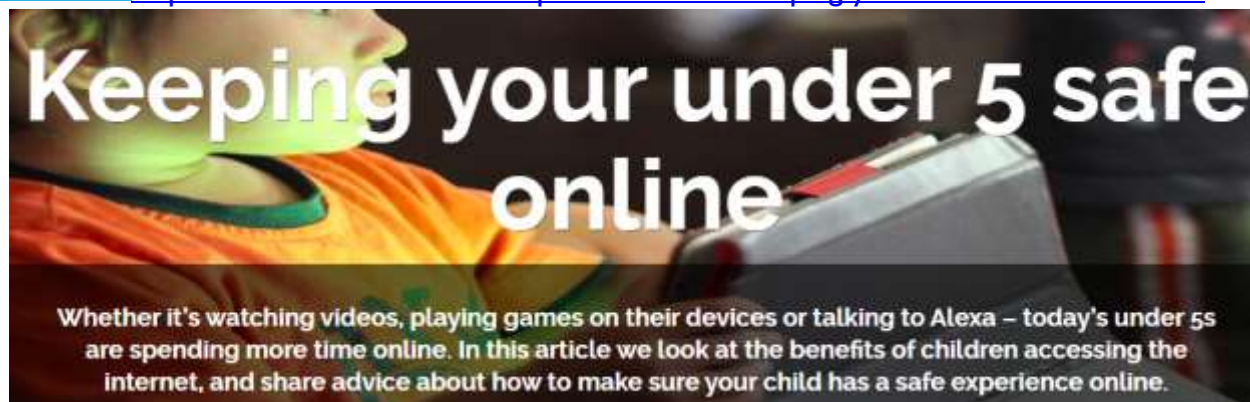 Keeping your under 5 safe
online
Whether it's watching videos, playing games on their devices or talking to Alexa – today's under 5s
are spending more time online. In this article we look at the benefits of children accessing the
internet, and share advice about how to make sure your child has a safe experience online.